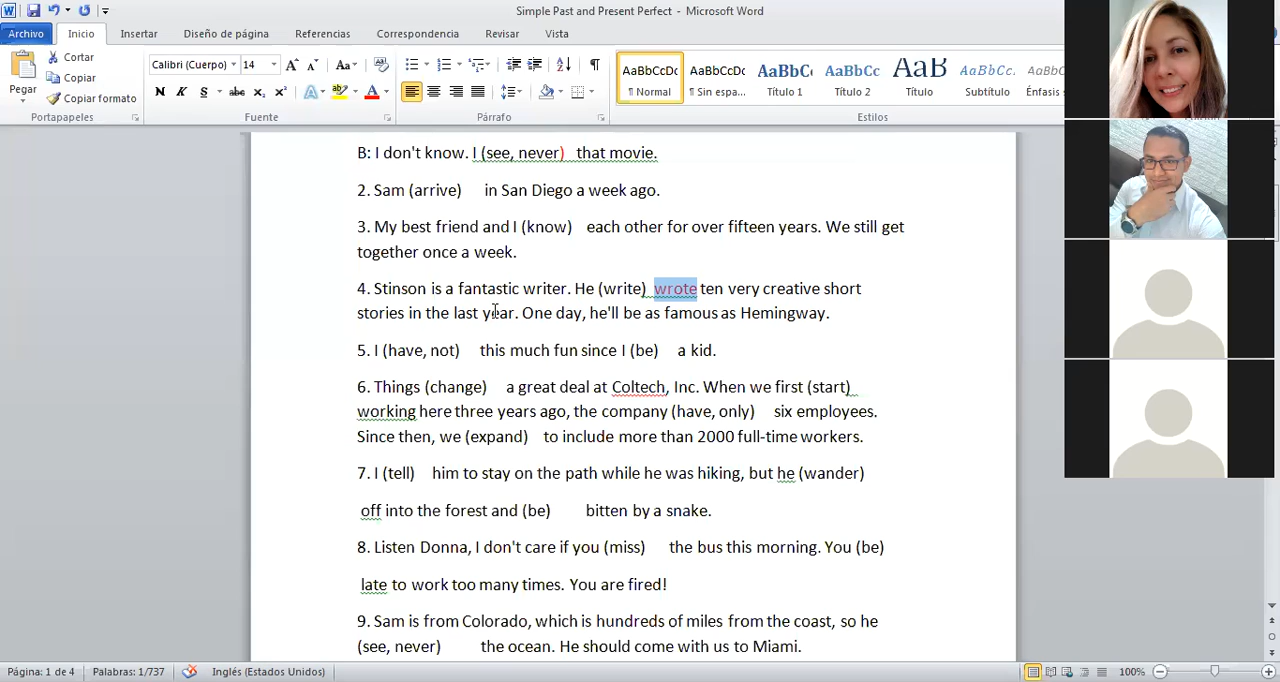 Simple Past and Present Perfect - Microsoft Word
Archivo Inicio Insertar Diseño de página Referencias Correspondencia Revisar Vista
Pegar
Cortar
Copiar
Copiar formato
Portapapeles
Calibri (Cuerpo) 14
Fuente
Párrafo
AaBbCcDc AaBbCcDc AaBbC AaBbCc AaB AaBbCc
¶ Normal ¶ Sin espa... Título 1 Título 2 Título Subtítulo Énfasis
Estilos
B: I don't know. I (see, never) that movie.
2. Sam (arrive) in San Diego a week ago.
3. My best friend and I (know) each other for over fifteen years. We still get
together once a week.
4. Stinson is a fantastic writer. He (write) wrote ten very creative short
stories in the last year. One day, he'll be as famous as Hemingway.
5. I (have, not) this much fun since I (be) a kid.
6. Things (change) a great deal at Coltech, Inc. When we first (start)
working here three years ago, the company (have, only) six employees.
Since then, we (expand) to include more than 2000 full-time workers.
7. I (tell) him to stay on the path while he was hiking, but he (wander)
off into the forest and (be) bitten by a snake.
8. Listen Donna, I don't care if you (miss) the bus this morning. You (be)
late to work too many times. You are fired!
9. Sam is from Colorado, which is hundreds of miles from the coast, so he
(see, never) the ocean. He should come with us to Miami.
Página: 1 de 4 Palabras: 1/737 Inglés (Estados Unidos) 100%